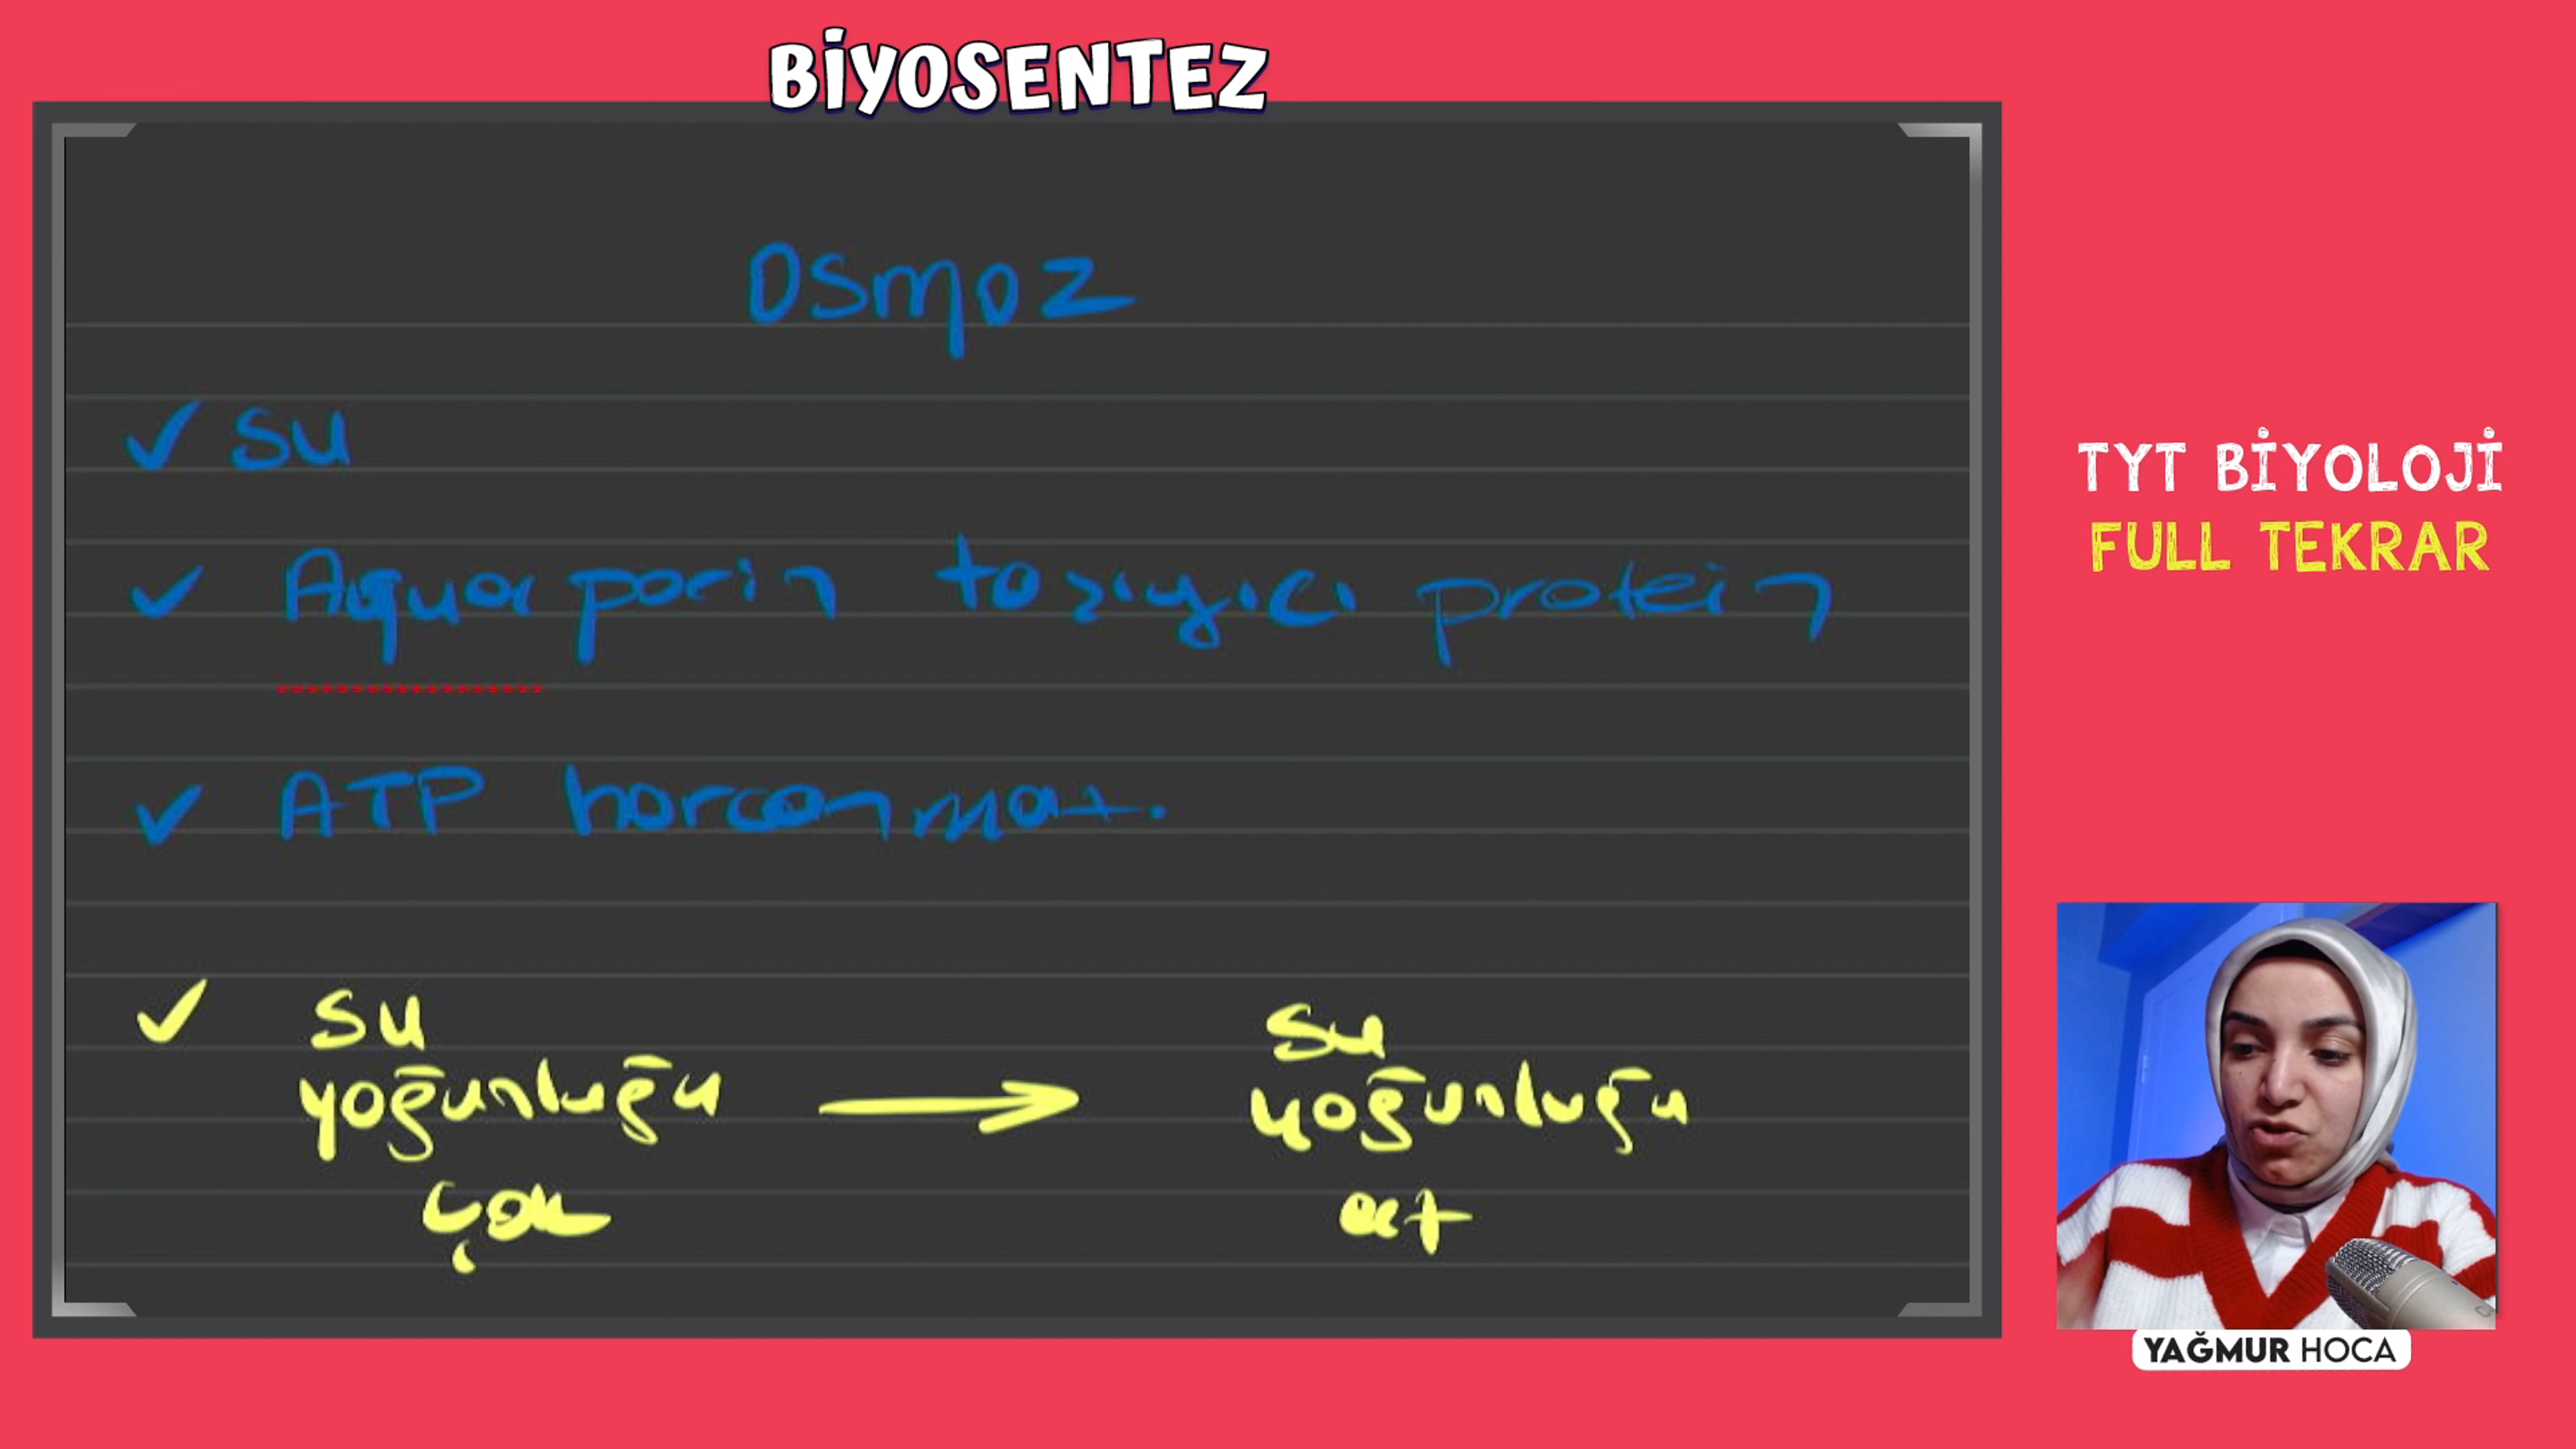 BİYOSENTEZ
Osmoz
✓ su
✓ Aquaporin taşıyıcı protein
✓ ATP harcanmaz.
✓ su yoğunluğu çok → su yoğunluğu az
TYT BİYOLOJİ
FULL TEKRAR
YAĞMUR HOCA